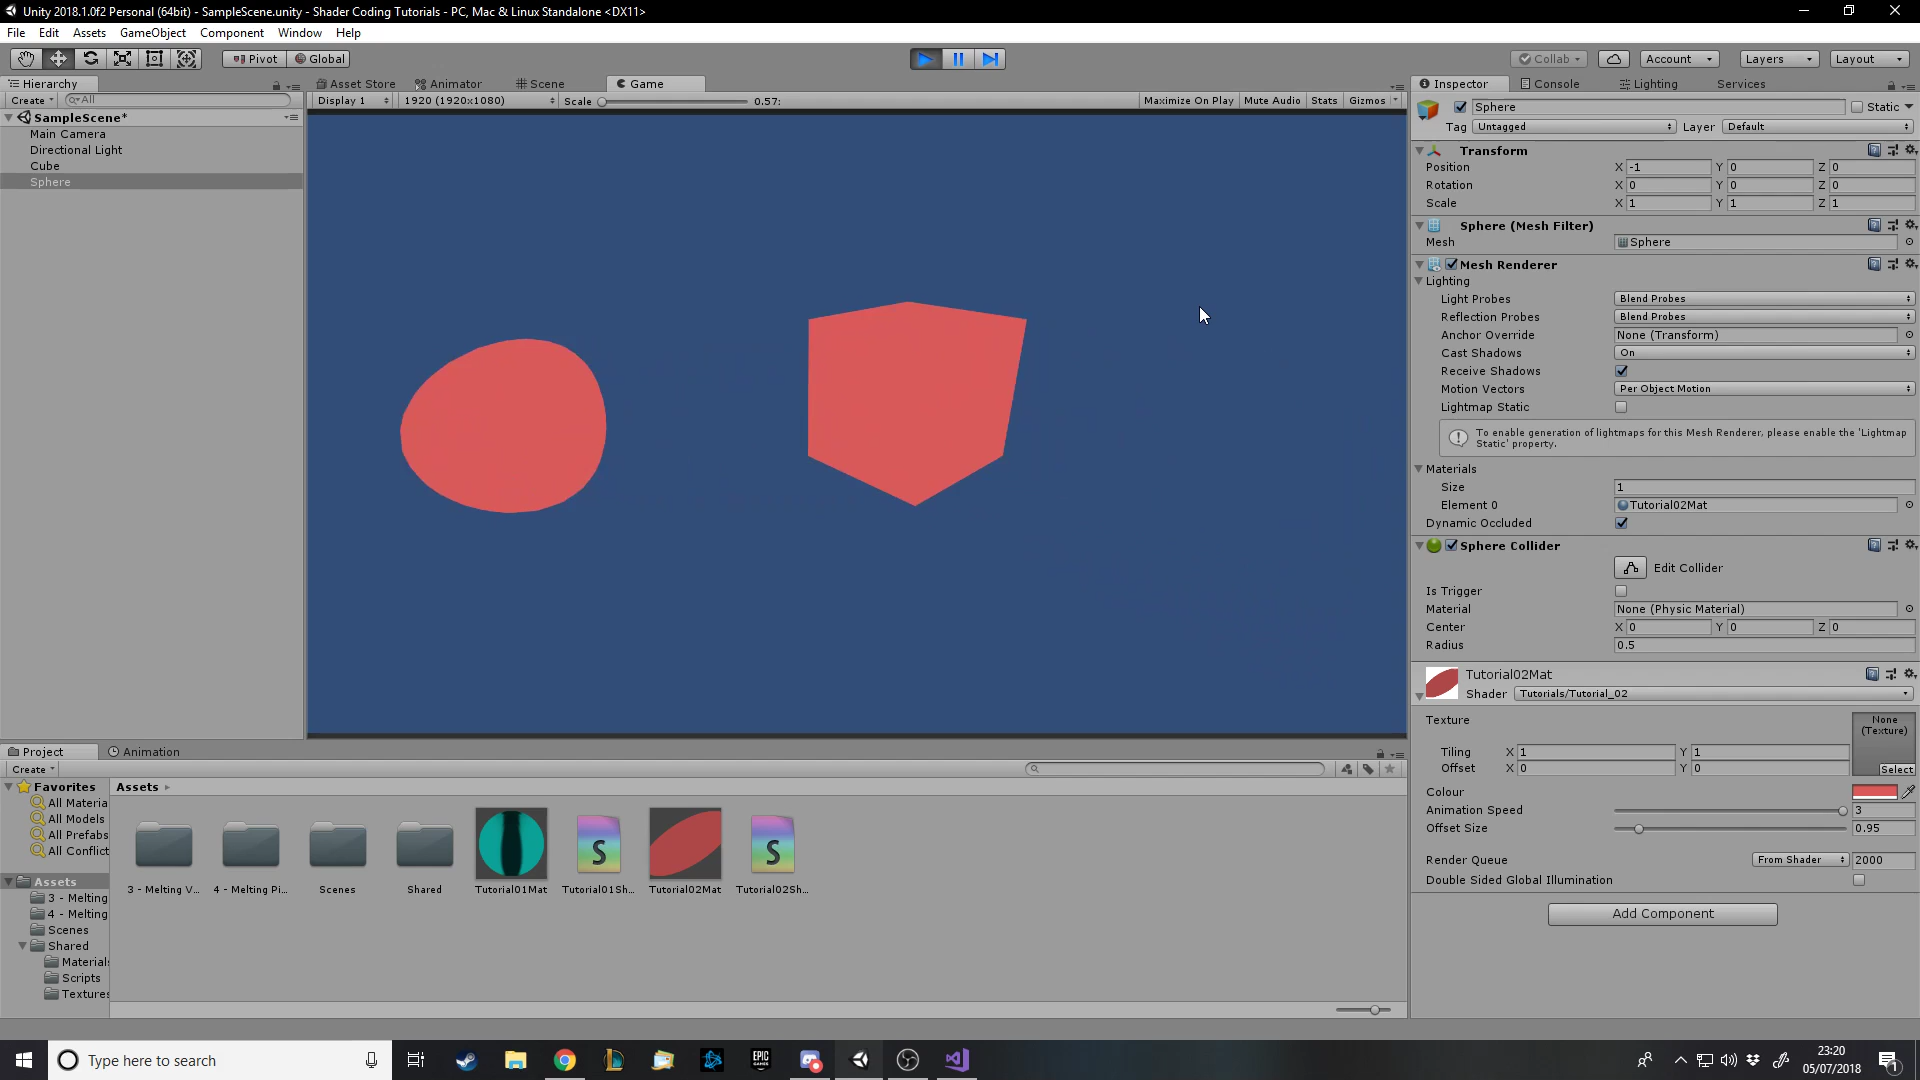 Unity 2018.1.0f2 Personal (64bit) - SampleScene.unity - Shader Coding Tutorials - PC, Mac & Linux Standalone <DX11>
File Edit Assets GameObject Component Window Help
Pivot Global Collab Account Layers Layout
Hierarchy
Create All
SampleScene*
Main Camera
Directional Light
Cube
Sphere
Asset Store Animator Scene Game
Display 1 1920 (1920x1080) Scale 0.57: Maximize On Play Mute Audio Stats Gizmos
Inspector Console Lighting Services
Sphere Static
Tag Untagged Layer Default
Transform
Position X -1 Y 0 Z 0
Rotation X 0 Y 0 Z 0
Scale X 1 Y 1 Z 1
Sphere (Mesh Filter)
Mesh Sphere
Mesh Renderer
Lighting
Light Probes Blend Probes
Reflection Probes Blend Probes
Anchor Override None (Transform)
Cast Shadows On
Receive Shadows
Motion Vectors Per Object Motion
Lightmap Static
To enable generation of lightmaps for this Mesh Renderer, please enable the 'Lightmap
Static' property.
Materials
Size 1
Element 0 Tutorial02Mat
Dynamic Occluded
Sphere Collider
Edit Collider
Is Trigger
Material None (Physic Material)
Center X 0 Y 0 Z 0
Radius 0.5
Tutorial02Mat
Shader Tutorials/Tutorial_02
Texture None
(Texture)
Tiling X 1 Y 1
Offset X 0 Y 0
Select
Colour
Animation Speed 3
Offset Size 0.95
Render Queue From Shader 2000
Double Sided Global Illumination
Add Component
Project Animation
Create
Favorites
All Materia
All Models
All Prefabs
All Conflict
Assets
3 - Melting
4 - Melting
Scenes
Shared
Material
Scripts
Textures
Assets
3 - Melting V... 4 - Melting Pi... Scenes Shared Tutorial01Mat Tutorial01Sh... Tutorial02Mat Tutorial02Sh...
S S
Type here to search
EPIC
GAMES
23:20
05/07/2018
1